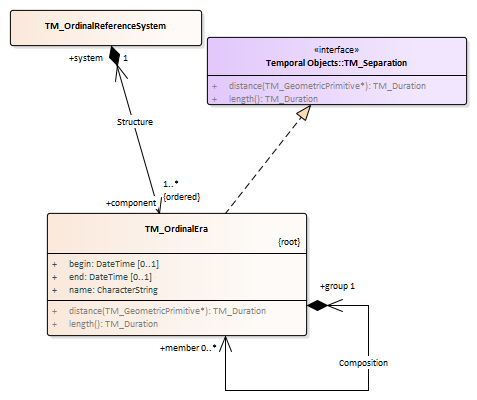 TM_OrdinalReferenceSystem
+system
1
«interface»
Temporal Objects::TM_Separation
+ distance(TM_GeometricPrimitive*): TM_Duration
+ length(): TM_Duration
Structure
1..*
{ordered}
+component
TM_OrdinalEra
{root}
+ begin: DateTime [0..1]
+ end: DateTime [0..1]
+ name: CharacterString
+ distance(TM_GeometricPrimitive*): TM_Duration
+ length(): TM_Duration
+group 1
+member 0..*
Composition